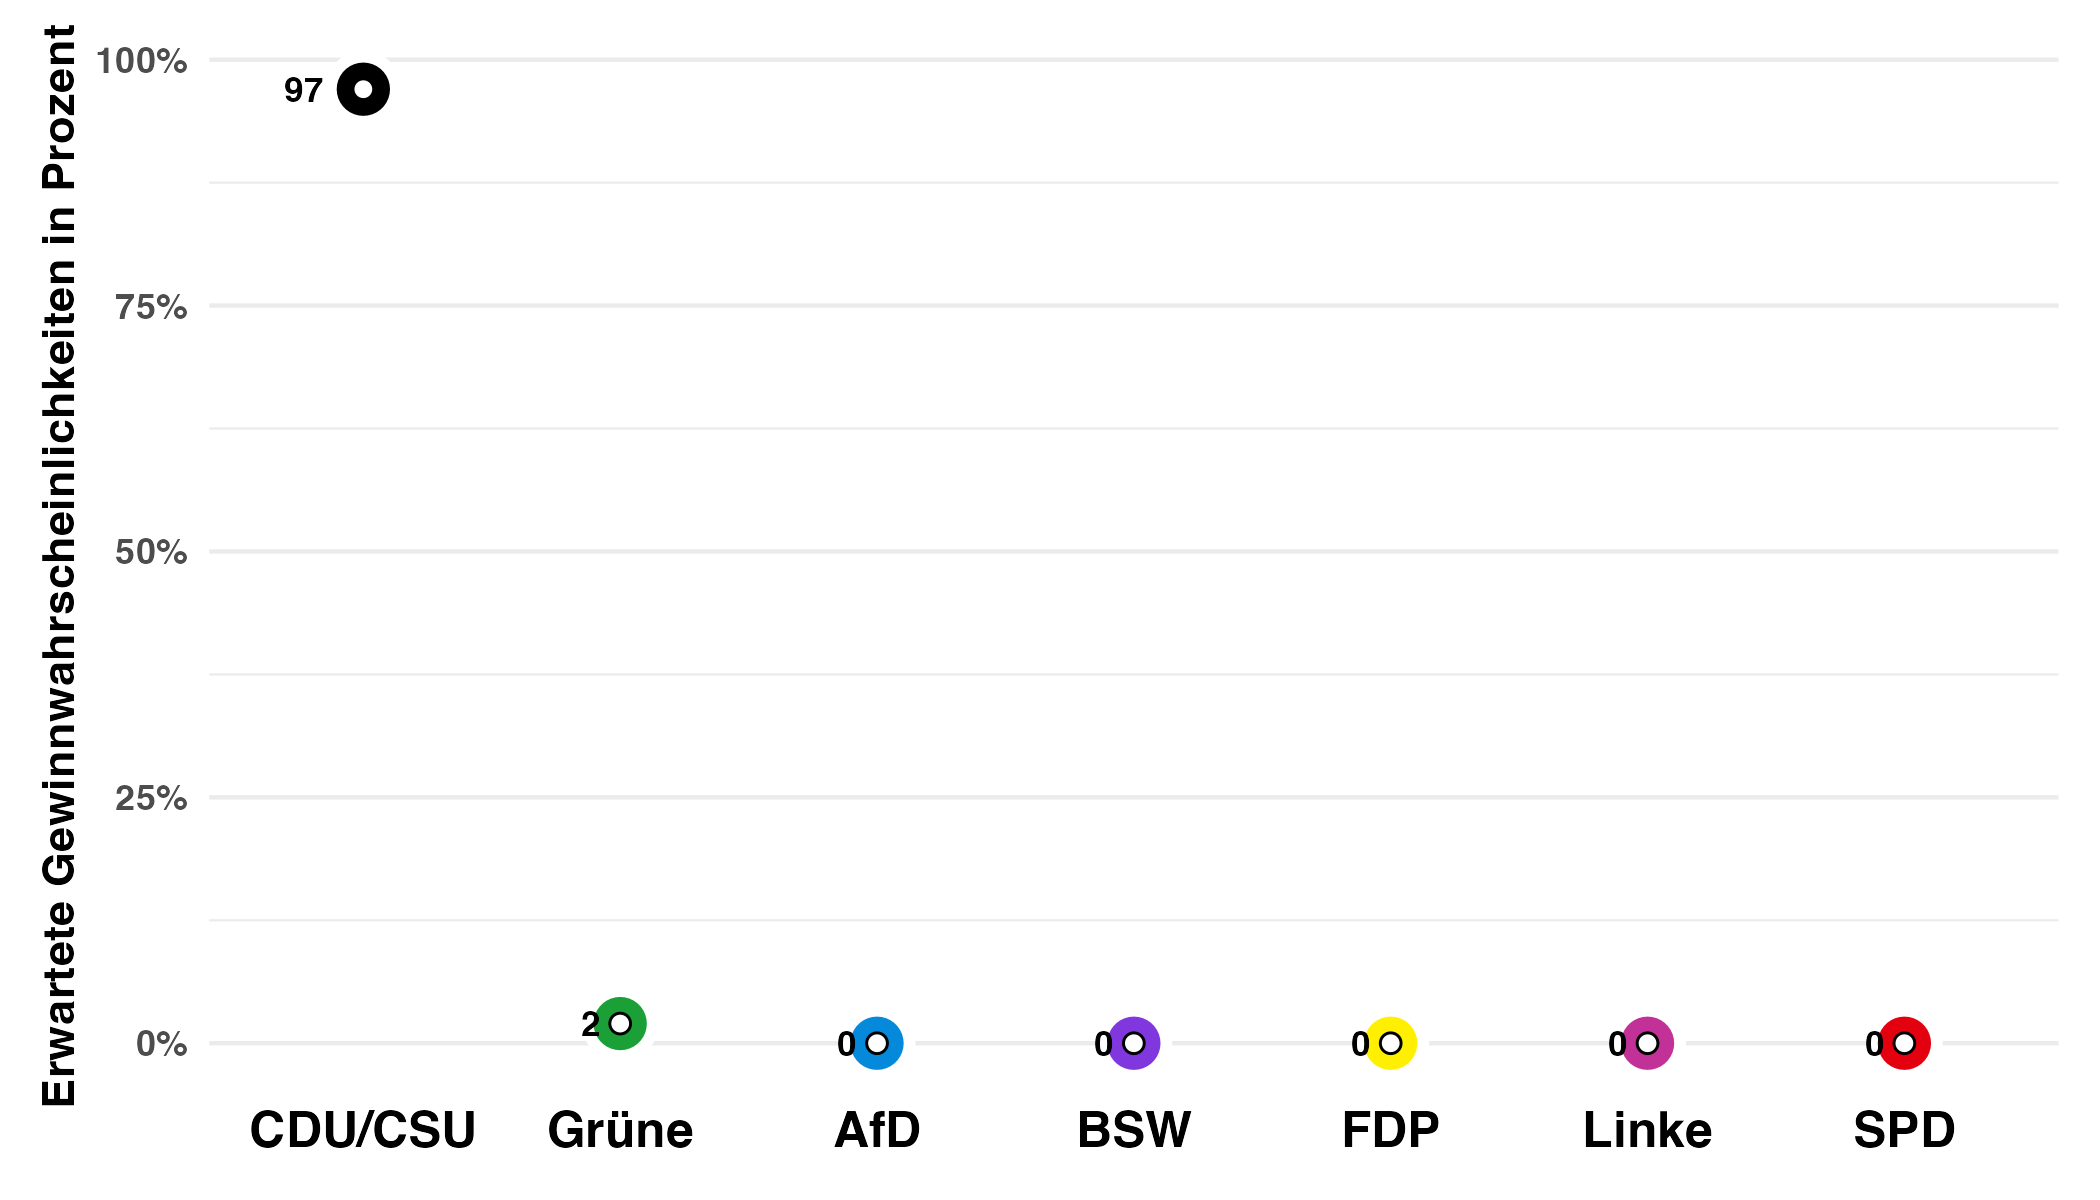 Erwartete Gewinnwahrscheinlichkeiten in Prozent
100%
75%
50%
25%
0%
97
2
0
0
0
0
0
CDU/CSU
Grüne
AfD
BSW
FDP
Linke
SPD